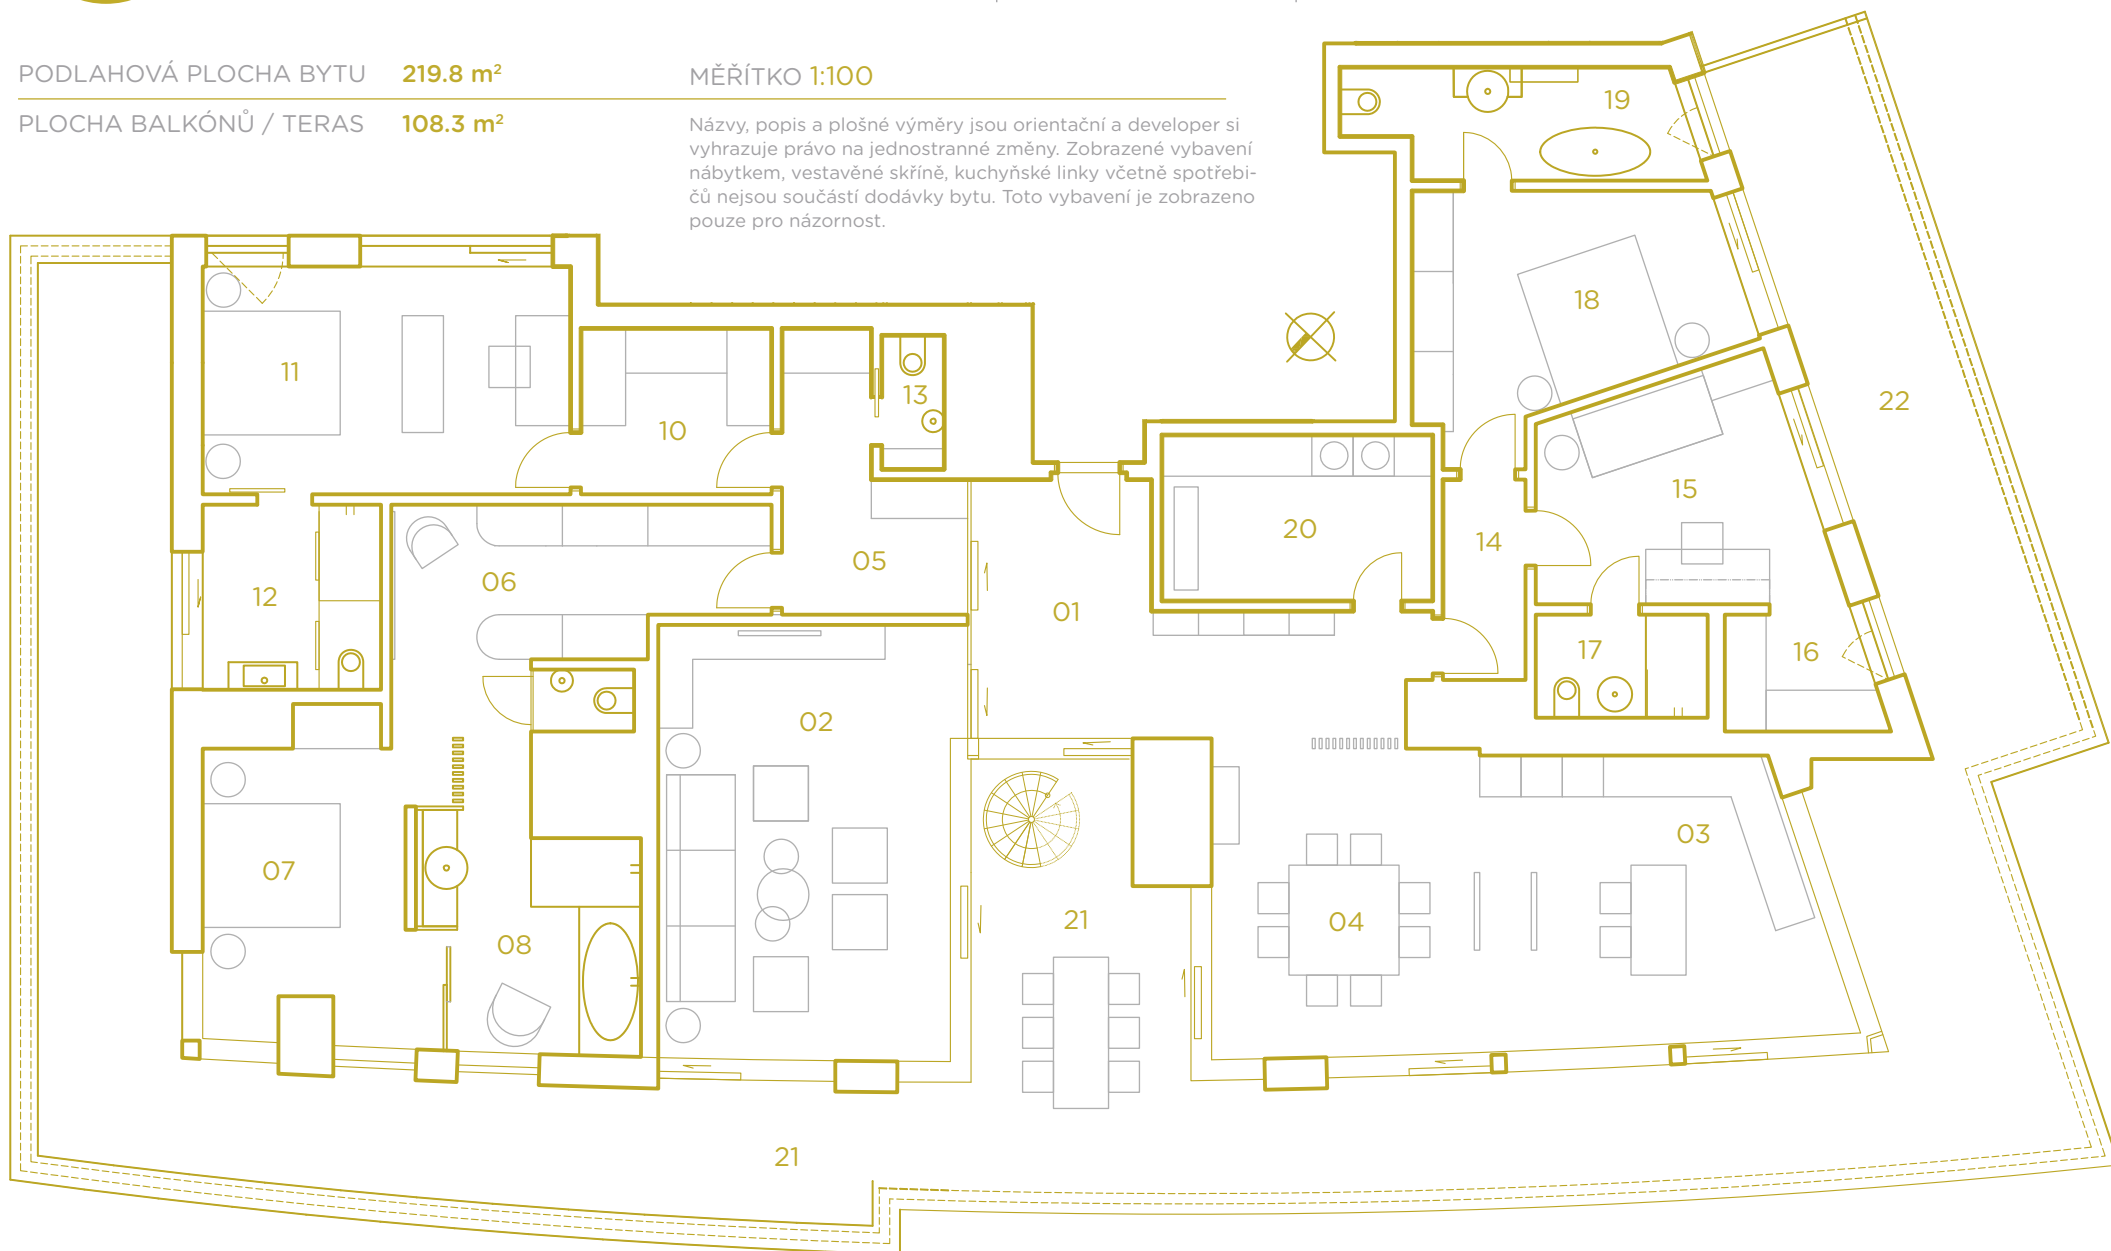 PODLAHOVÁ PLOCHA BYTU 219.8 m²
PLOCHA BALKÓNŮ / TERAS 108.3 m²
MĚŘÍTKO 1:100
Názvy, popis a plošné výměry jsou orientační a developer si
vyhrazuje právo na jednostranné změny. Zobrazené vybavení
nábytkem, vestavěné skříně, kuchyňské linky včetně spotřebi-
čů nejsou součástí dodávky bytu. Toto vybavení je zobrazeno
pouze pro názornost.
19
18
11
13
22
10
15
20
14
05
06
12
01
17
16
02
03
07
21
04
08
21